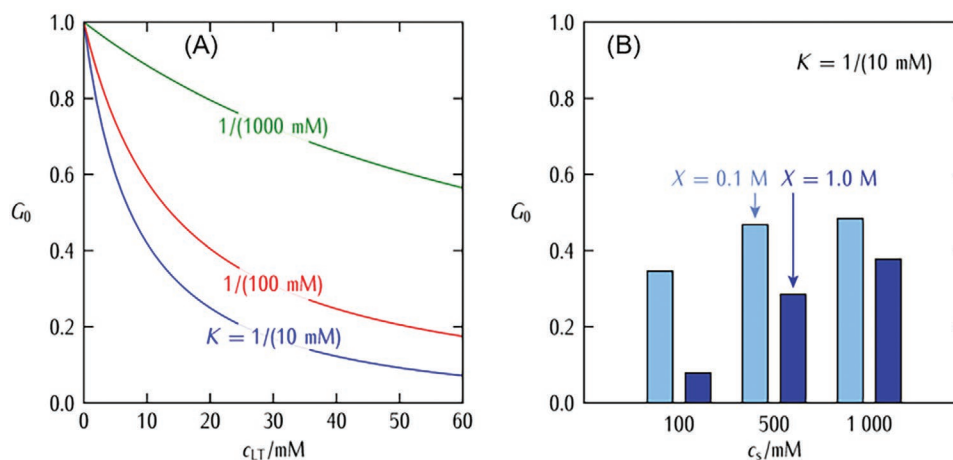 (A)
1.0
0.8
0.6
0.4
0.2
0.0
G₀
1/(1000 mM)
1/(100 mM)
K = 1/(10 mM)
0 10 20 30 40 50 60
c_LT/mM
(B)
K = 1/(10 mM)
1.0
0.8
0.6
0.4
0.2
0.0
G₀
X = 0.1 M X = 1.0 M
100 500 1 000
cₛ/mM